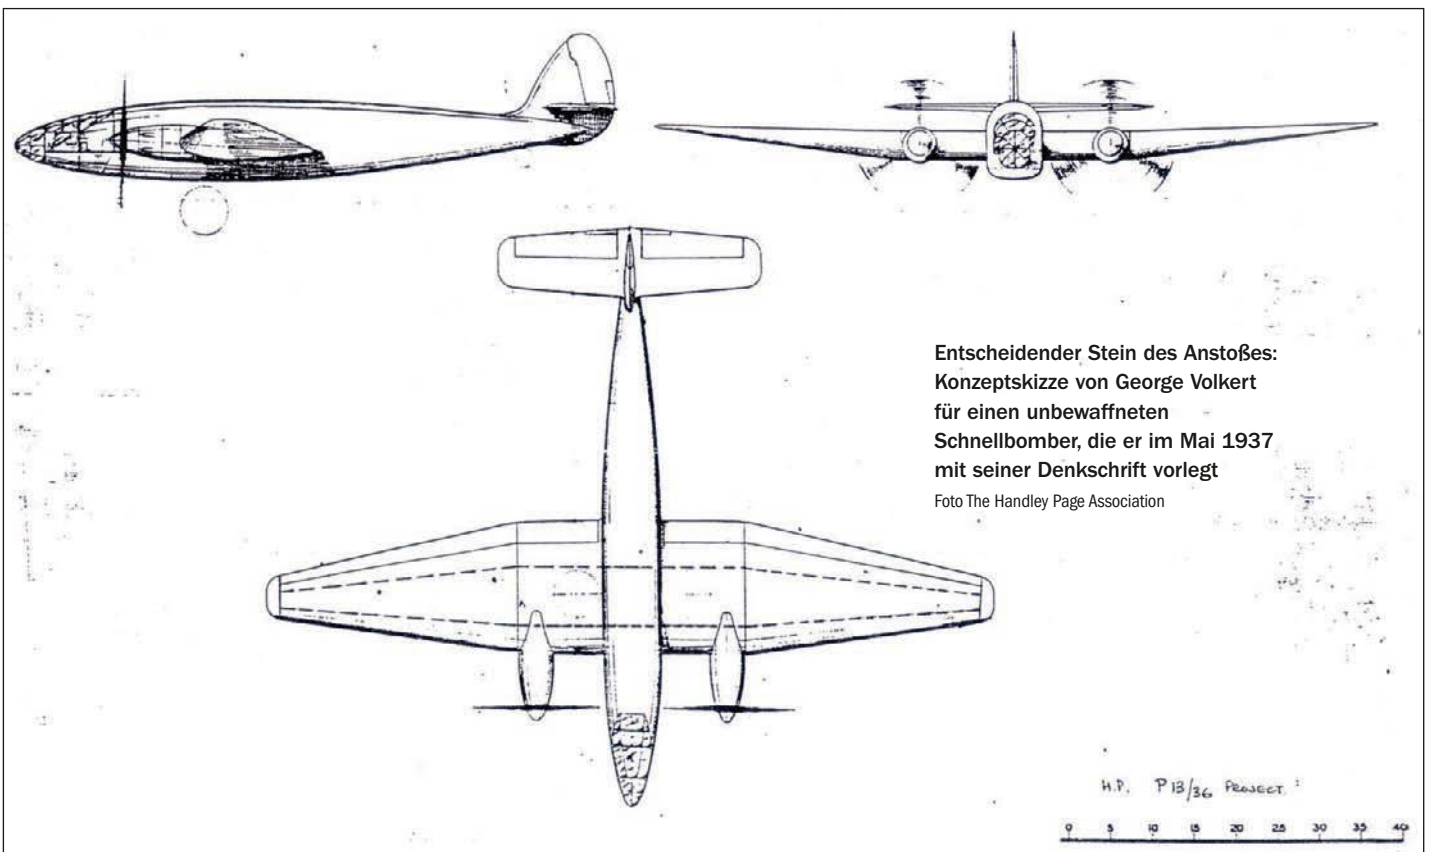 Entscheidender Stein des Anstoßes:
Konzeptskizze von George Volkert
für einen unbewaffneten
Schnellbomber, die er im Mai 1937
mit seiner Denkschrift vorlegt
Foto The Handley Page Association
H.P. P13/36 PROJECT
0 5 10 15 20 25 30 35 40